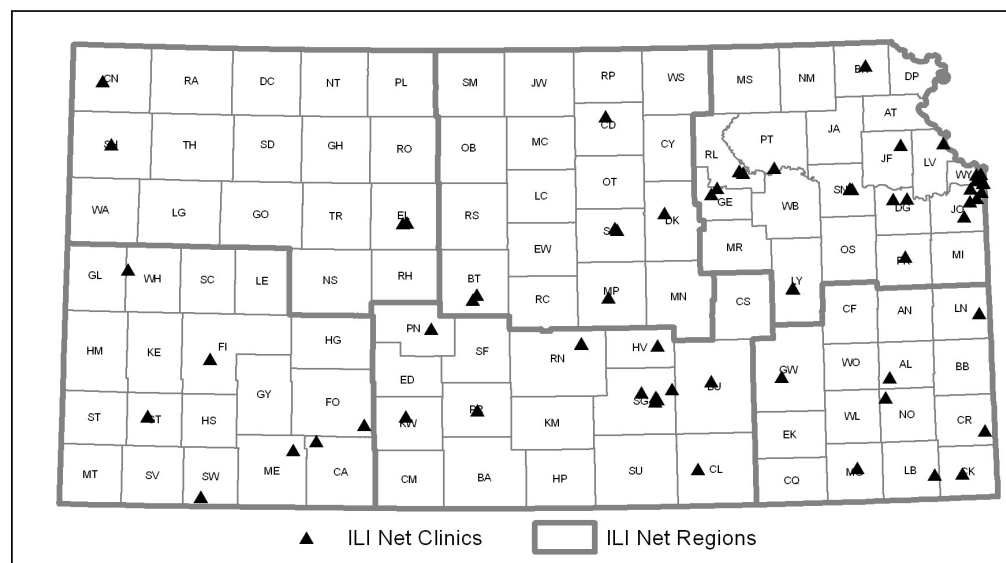 CN RA DC NT PL SM JW RP WS MS NM DP
CD AT
SH TH SD GH RO OB MC CY RL PT JA JF LV
WY
WA LG GO TR EL RS LC OT DK GE WB SN DG JO
GL WH SC LE NS RH BT EW RC MP MN MR OS MI
CS LY
HM KE FI HG PN SF RN HV CF AN LN
GY ED GW WO AL BB
ST GT HS FO KW KM SG BU WL NO CR
EK
MT SV SW ME CA CM BA HP SU CL CQ LB CK
ILI Net Clinics
ILI Net Regions